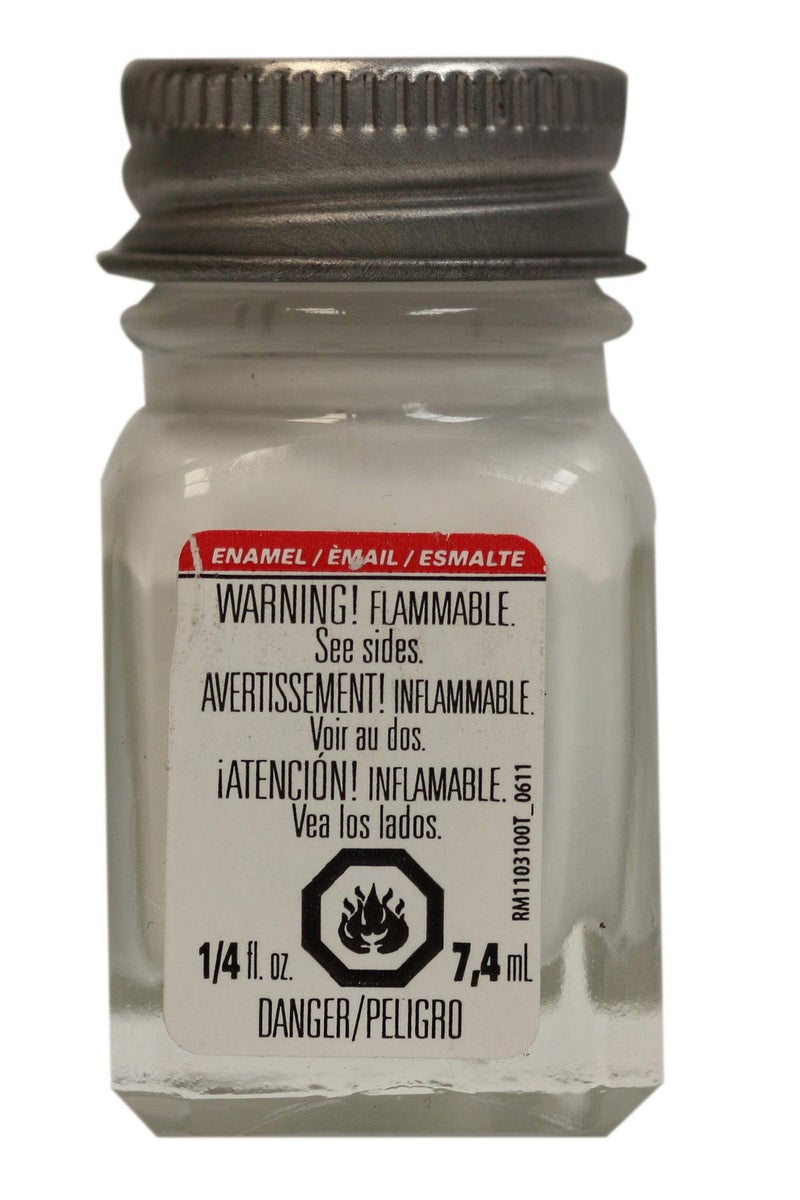 ENAMEL / ÈMAIL / ESMALTE
WARNING! FLAMMABLE.
See sides.
AVERTISSEMENT! INFLAMMABLE.
Voir au dos.
¡ATENCIÓN! INFLAMABLE.
Vea los lados.
RM1103100T_0611
1/4 fl. oz. 7,4 mL
DANGER/PELIGRO